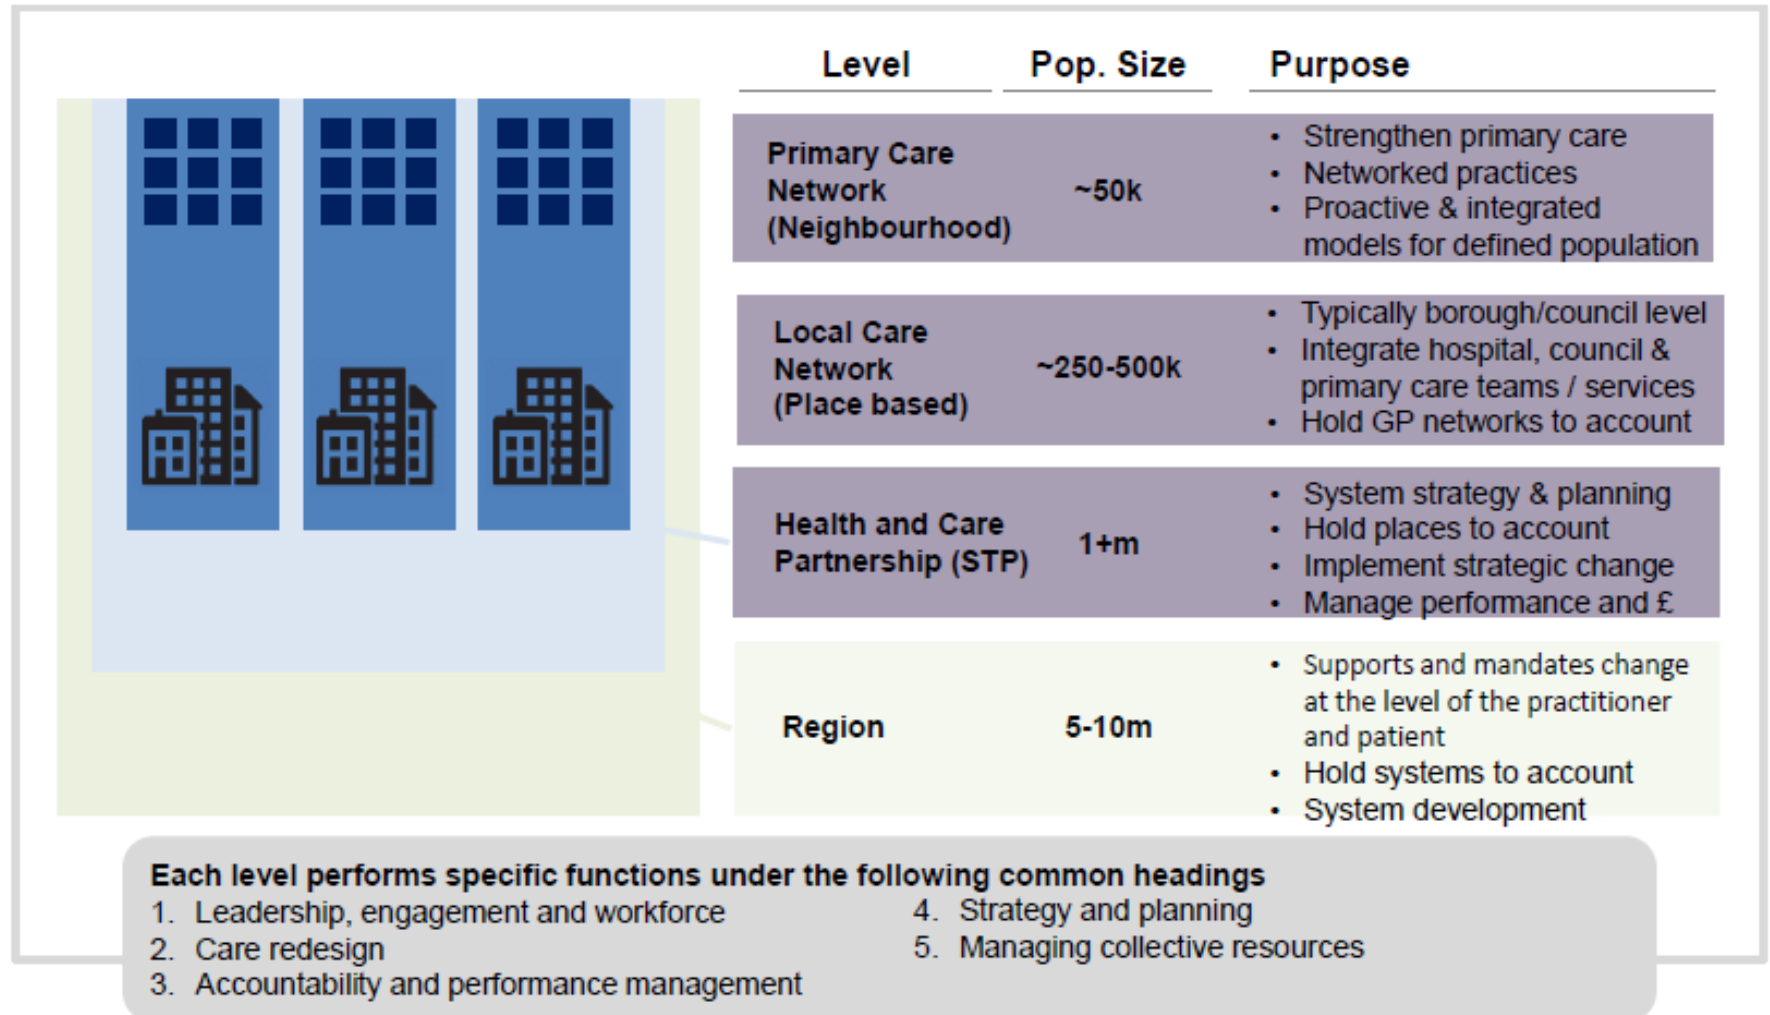 Level Pop. Size Purpose
Primary Care
Network
(Neighbourhood)
~50k
• Strengthen primary care
• Networked practices
• Proactive & integrated
models for defined population
Local Care
Network
(Place based)
~250-500k
• Typically borough/council level
• Integrate hospital, council &
primary care teams / services
• Hold GP networks to account
Health and Care
Partnership (STP)
1+m
• System strategy & planning
• Hold places to account
• Implement strategic change
• Manage performance and £
Region
5-10m
• Supports and mandates change
at the level of the practitioner
and patient
• Hold systems to account
• System development
Each level performs specific functions under the following common headings
1. Leadership, engagement and workforce
2. Care redesign
3. Accountability and performance management
4. Strategy and planning
5. Managing collective resources